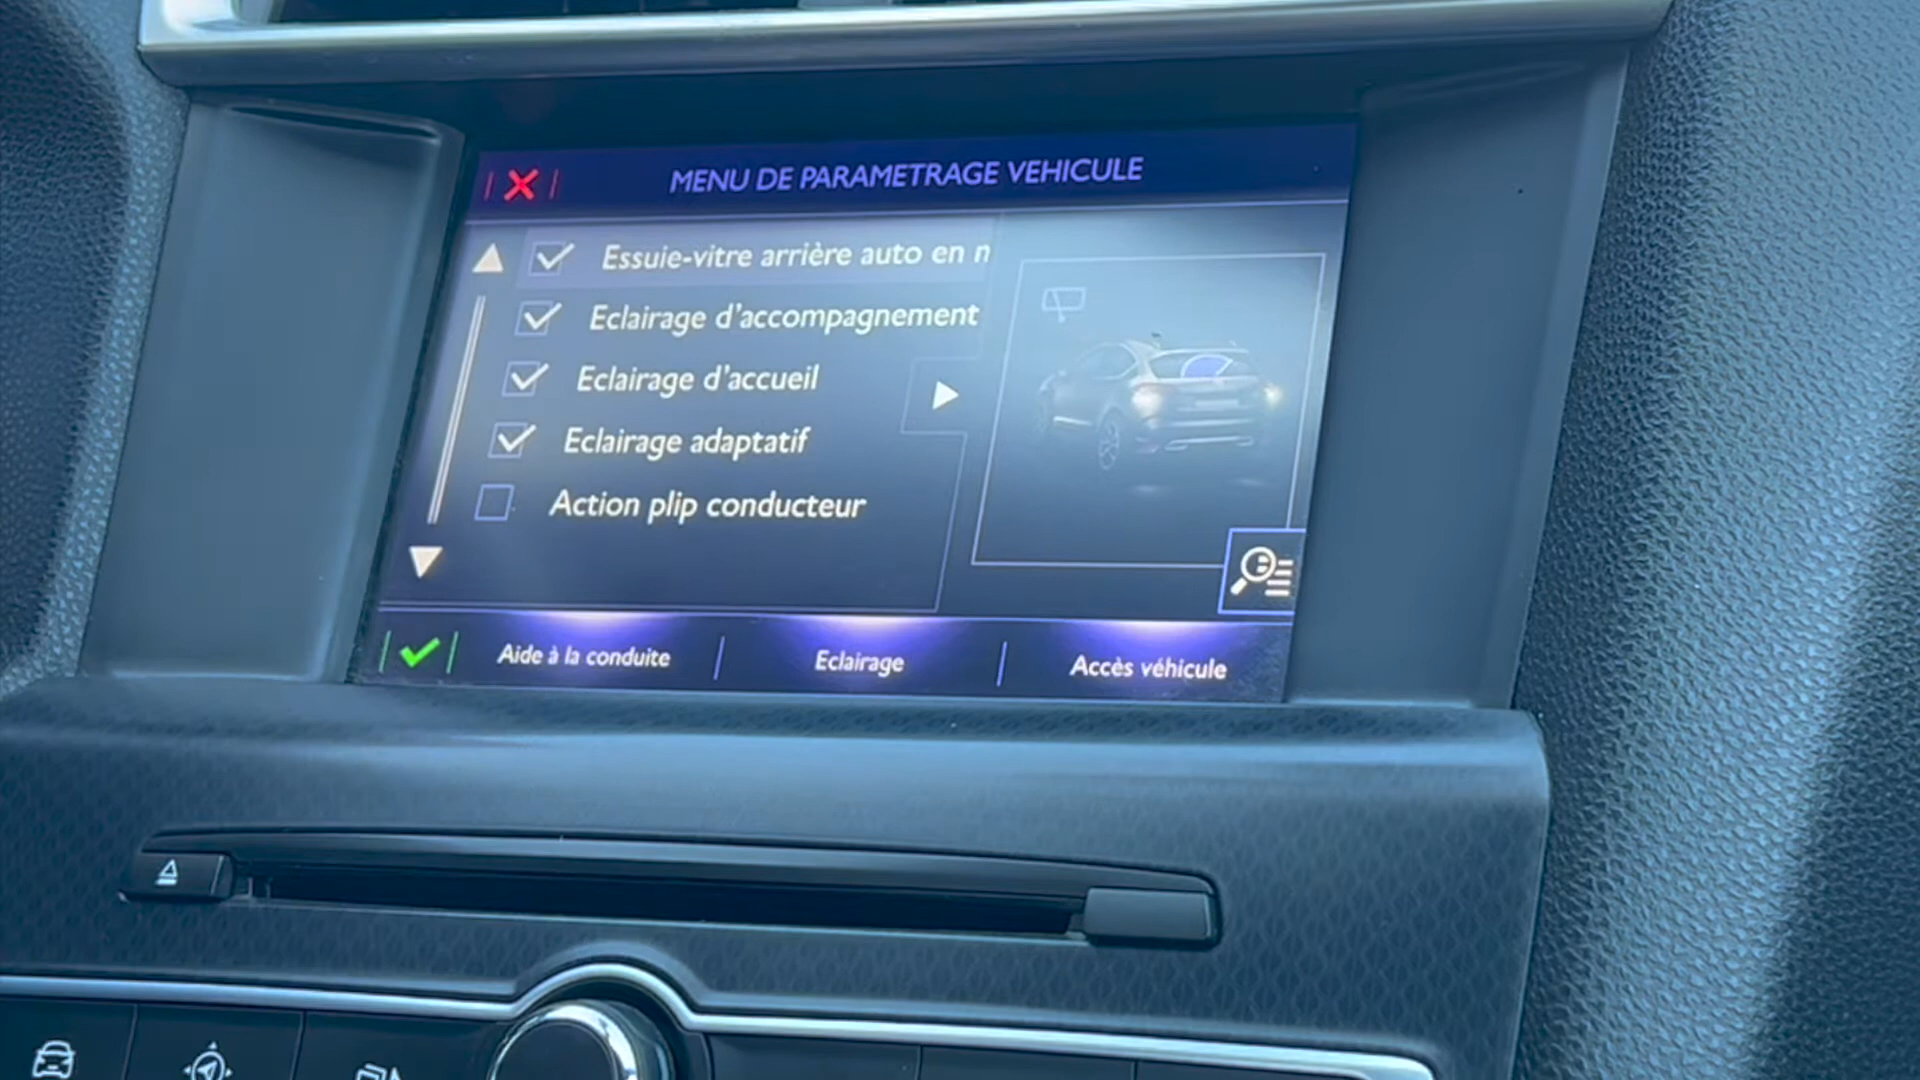 MENU DE PARAMETRAGE VEHICULE
Essuie-vitre arrière auto en n
Eclairage d'accompagnement
Eclairage d'accueil
Eclairage adaptatif
Action plip conducteur
Aide à la conduite
Eclairage
Accès véhicule